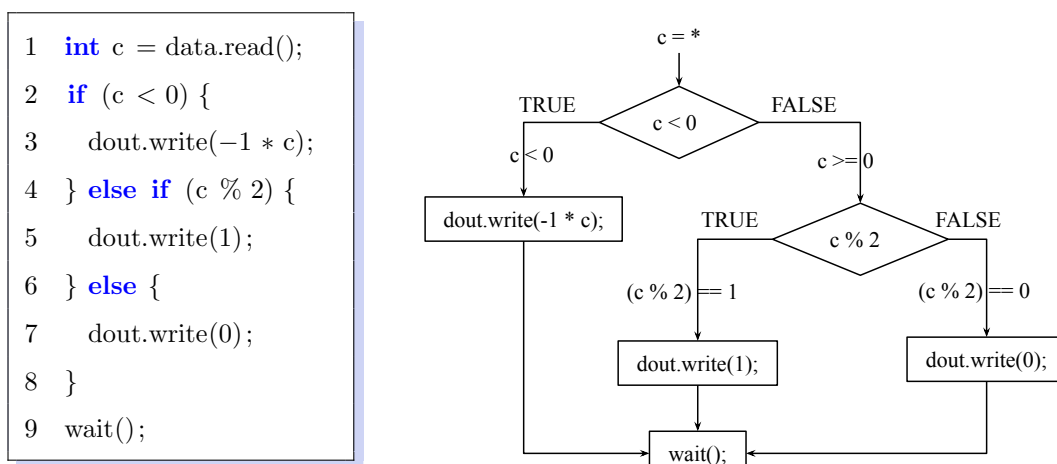 1 int c = data.read();
2 if (c < 0) {
3 dout.write(−1 * c);
4 } else if (c % 2) {
5 dout.write(1);
6 } else {
7 dout.write(0);
8 }
9 wait();
c = *
TRUE
FALSE
c < 0
c < 0
c >= 0
dout.write(-1 * c);
TRUE
FALSE
c % 2
(c % 2) == 1
(c % 2) == 0
dout.write(1);
dout.write(0);
wait();